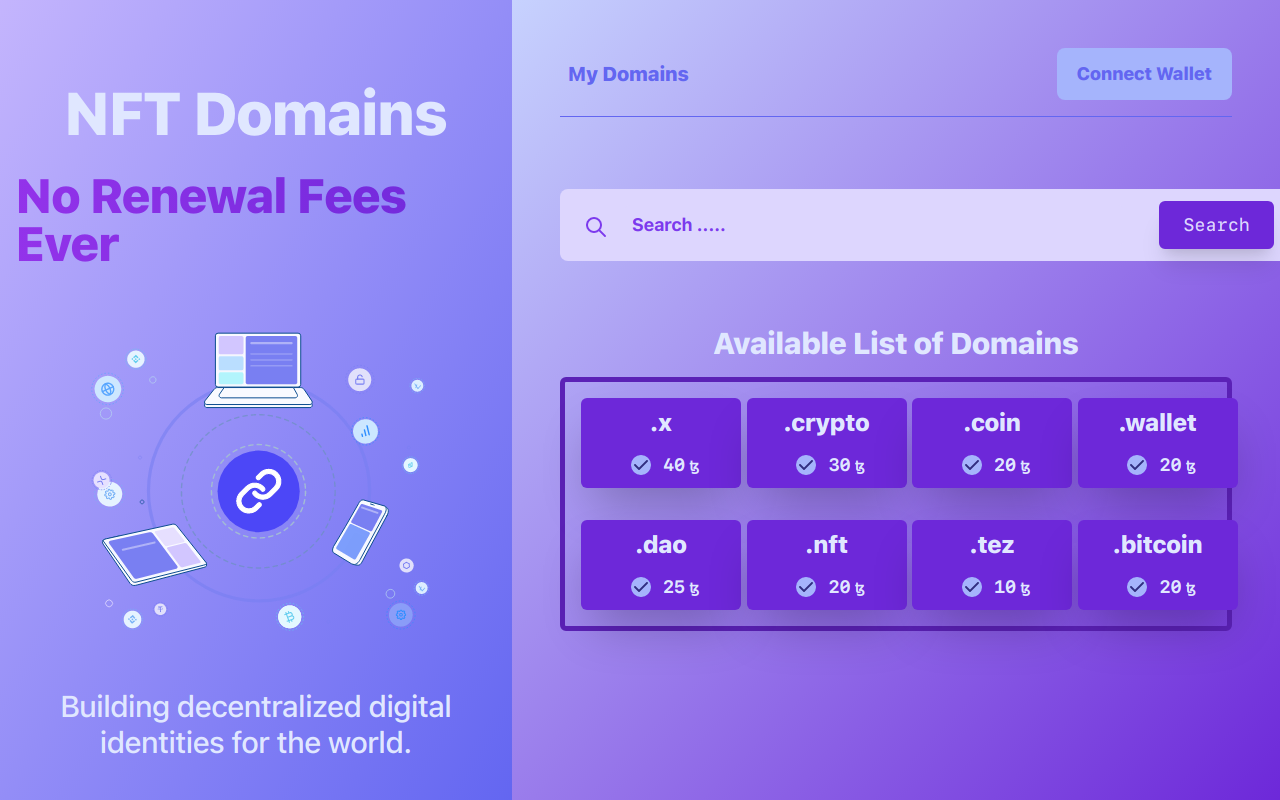 NFT Domains
No Renewal Fees
Ever
Building decentralized digital
identities for the world.
My Domains
Connect Wallet
Search .....
Search
Available List of Domains
.x
40 ꜩ
.crypto
30 ꜩ
.coin
20 ꜩ
.wallet
20 ꜩ
.dao
25 ꜩ
.nft
20 ꜩ
.tez
10 ꜩ
.bitcoin
20 ꜩ